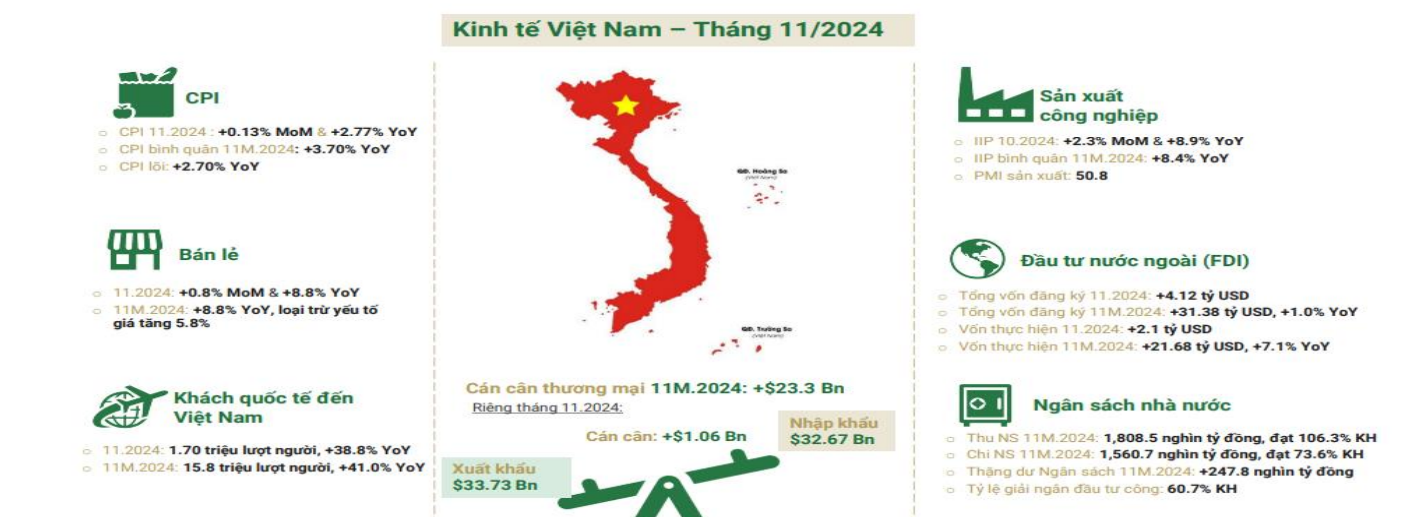 Kinh tế Việt Nam – Tháng 11/2024
CPI
CPI 11.2024 : +0.13% MoM & +2.77% YoY
CPI bình quân 11M.2024: +3.70% YoY
CPI lõi: +2.70% YoY
Bán lẻ
11.2024: +0.8% MoM & +8.8% YoY
11M.2024: +8.8% YoY, loại trừ yếu tố
giá tăng 5.8%
Khách quốc tế đến
Việt Nam
11.2024: 1.70 triệu lượt người, +38.8% YoY
11M.2024: 15.8 triệu lượt người, +41.0% YoY
QĐ. Hoàng Sa
(Việt Nam)
QĐ. Trường Sa
(Việt Nam)
Cán cân thương mại 11M.2024: +$23.3 Bn
Riêng tháng 11.2024:
Cán cân: +$1.06 Bn
Nhập khẩu
$32.67 Bn
Xuất khẩu
$33.73 Bn
Sản xuất
công nghiệp
IIP 10.2024: +2.3% MoM & +8.9% YoY
IIP bình quân 11M.2024: +8.4% YoY
PMI sản xuất: 50.8
Đầu tư nước ngoài (FDI)
Tổng vốn đăng ký 11.2024: +4.12 tỷ USD
Tổng vốn đăng ký 11M.2024: +31.38 tỷ USD, +1.0% YoY
Vốn thực hiện 11.2024: +2.1 tỷ USD
Vốn thực hiện 11M.2024: +21.68 tỷ USD, +7.1% YoY
Ngân sách nhà nước
Thu NS 11M.2024: 1,808.5 nghìn tỷ đồng, đạt 106.3% KH
Chi NS 11M.2024: 1,560.7 nghìn tỷ đồng, đạt 73.6% KH
Thặng dư Ngân sách 11M.2024: +247.8 nghìn tỷ đồng
Tỷ lệ giải ngân đầu tư công: 60.7% KH